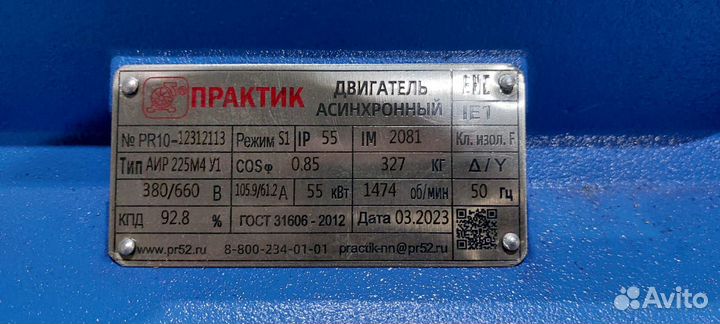 ПРАКТИК ДВИГАТЕЛЬ АСИНХРОННЫЙ EAC IE1
№ PR10-12312113 Режим S1 IP 55 IM 2081 Кл. изол. F
Тип АИР 225М4 У1 COS φ 0.85 327 КГ Δ / Y
380/660 В 105.9/61.2 А 55 кВт 1474 об/мин 50 Гц
КПД 92.8 % ГОСТ 31606 - 2012 Дата 03.2023
www.pr52.ru 8-800-234-01-01 practik-nn@pr52.ru
Avito